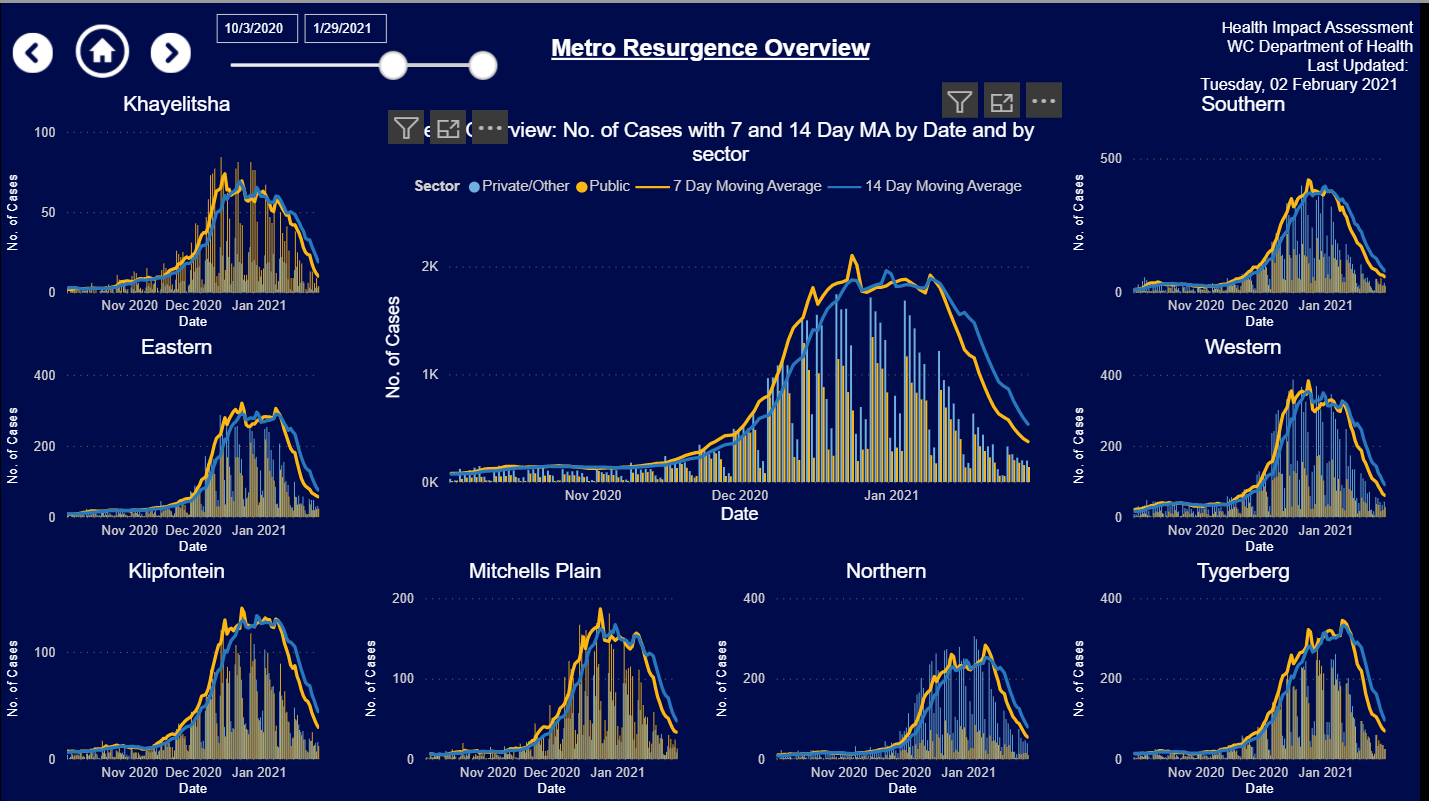 10/3/2020
1/29/2021
Metro Resurgence Overview
Health Impact Assessment
WC Department of Health
Last Updated:
Tuesday, 02 February 2021
Khayelitsha
100
50
0
No. of Cases
Nov 2020 Dec 2020 Jan 2021
Date
view: No. of Cases with 7 and 14 Day MA by Date and by
sector
Sector Private/Other Public 7 Day Moving Average 14 Day Moving Average
2K
1K
0K
No. of Cases
Nov 2020 Dec 2020 Jan 2021
Date
Southern
500
0
No. of Cases
Nov 2020 Dec 2020 Jan 2021
Date
Eastern
400
200
0
No. of Cases
Nov 2020 Dec 2020 Jan 2021
Date
Western
400
200
0
No. of Cases
Nov 2020 Dec 2020 Jan 2021
Date
Klipfontein
100
0
No. of Cases
Nov 2020 Dec 2020 Jan 2021
Date
Mitchells Plain
200
100
0
No. of Cases
Nov 2020 Dec 2020 Jan 2021
Date
Northern
400
200
0
No. of Cases
Nov 2020 Dec 2020 Jan 2021
Date
Tygerberg
400
200
0
No. of Cases
Nov 2020 Dec 2020 Jan 2021
Date